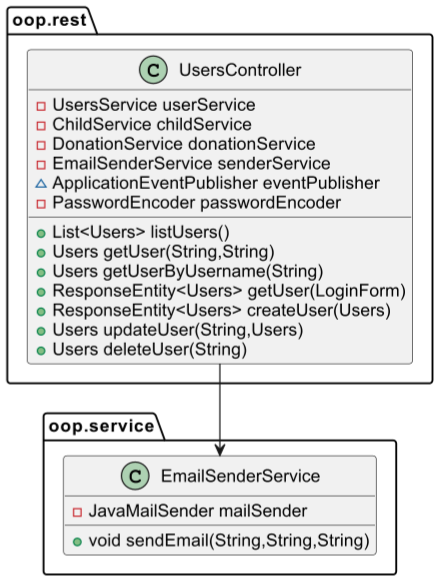 oop.rest
C UsersController
UsersService userService
ChildService childService
DonationService donationService
EmailSenderService senderService
ApplicationEventPublisher eventPublisher
PasswordEncoder passwordEncoder
List<Users> listUsers()
Users getUser(String,String)
Users getUserByUsername(String)
ResponseEntity<Users> getUser(LoginForm)
ResponseEntity<Users> createUser(Users)
Users updateUser(String,Users)
Users deleteUser(String)
oop.service
C EmailSenderService
JavaMailSender mailSender
void sendEmail(String,String,String)